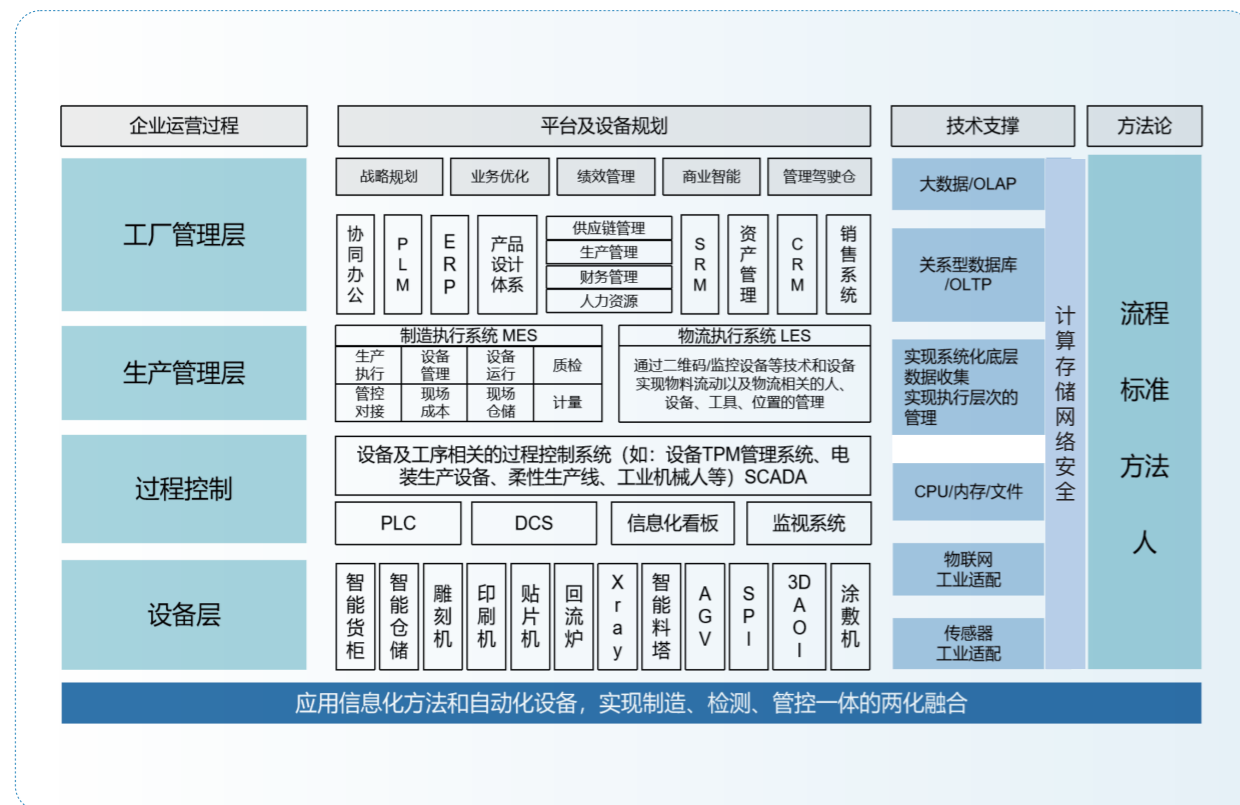 企业运营过程
平台及设备规划
技术支撑
方法论
工厂管理层
战略规划
业务优化
绩效管理
商业智能
管理驾驶仓
协同办公
PLM
ERP
产品
设计
体系
供应链管理
生产管理
财务管理
人力资源
SRM
资产管理
CRM
销售系统
生产管理层
制造执行系统 MES
生产
执行
设备
管理
设备
运行
质检
管控
对接
现场
成本
现场
仓储
计量
物流执行系统 LES
通过二维码/监控设备等技术和设备
实现物料流动以及物流相关的人、
设备、工具、位置的管理
过程控制
设备及工序相关的过程控制系统（如：设备TPM管理系统、电
装生产设备、柔性生产线、工业机械人等）SCADA
PLC
DCS
信息化看板
监视系统
设备层
智能货柜
智能仓储
雕刻机
印刷机
贴片机
回流炉
Xray
智能料塔
AGV
SPI
3D
AOI
涂敷机
大数据/OLAP
关系型数据库
/OLTP
实现系统化底层
数据收集
实现执行层次的
管理
CPU/内存/文件
物联网
工业适配
传感器
工业适配
计算存储网络安全
流程
标准
方法
人
应用信息化方法和自动化设备，实现制造、检测、管控一体的两化融合